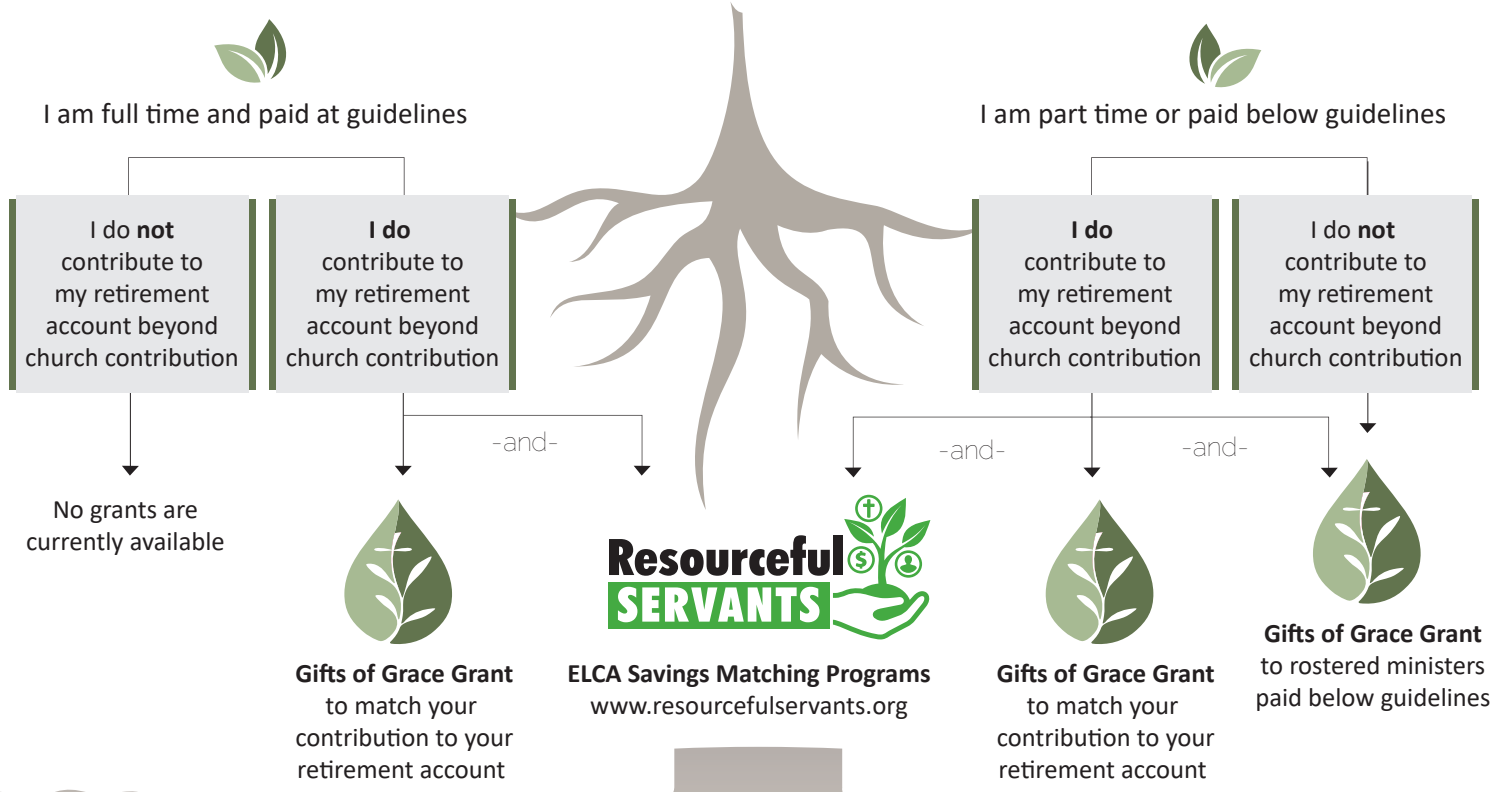 I am full time and paid at guidelines
I do not
contribute to
my retirement
account beyond
church contribution
I do
contribute to
my retirement
account beyond
church contribution
I am part time or paid below guidelines
I do
contribute to
my retirement
account beyond
church contribution
I do not
contribute to
my retirement
account beyond
church contribution
-and-
-and-
-and-
No grants are
currently available
Gifts of Grace Grant
to match your
contribution to your
retirement account
Resourceful
SERVANTS
$
ELCA Savings Matching Programs
www.resourcefulservants.org
Gifts of Grace Grant
to match your
contribution to your
retirement account
Gifts of Grace Grant
to rostered ministers
paid below guidelines